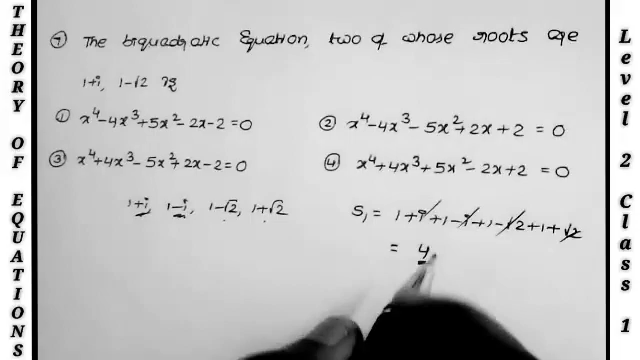 THEORY OF EQUATIONS
⑦ The biquadratic Equation, two of whose roots are
1+i, 1-√2 is
① x⁴-4x³+5x²-2x-2=0
② x⁴-4x³-5x²+2x+2=0
③ x⁴+4x³-5x²+2x-2=0
④ x⁴+4x³+5x²-2x+2=0
1+i, 1-i, 1-√2, 1+√2
S₁ = 1+i+1-i+1-√2+1+√2
= 4
Level 2 Class 1